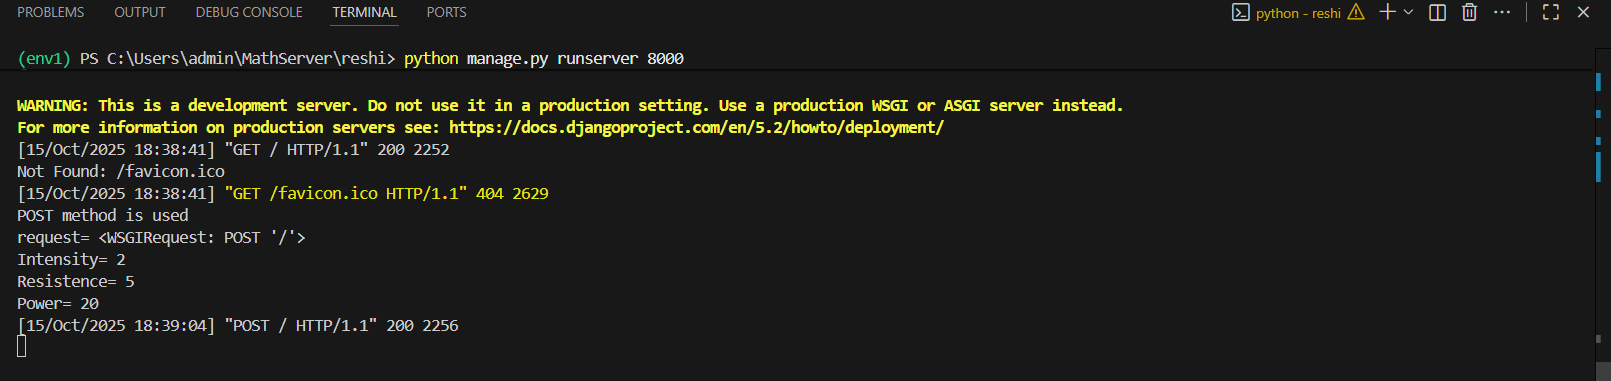 PROBLEMS OUTPUT DEBUG CONSOLE TERMINAL PORTS python - reshi
(env1) PS C:\Users\admin\MathServer\reshi> python manage.py runserver 8000
WARNING: This is a development server. Do not use it in a production setting. Use a production WSGI or ASGI server instead.
For more information on production servers see: https://docs.djangoproject.com/en/5.2/howto/deployment/
[15/Oct/2025 18:38:41] "GET / HTTP/1.1" 200 2252
Not Found: /favicon.ico
[15/Oct/2025 18:38:41] "GET /favicon.ico HTTP/1.1" 404 2629
POST method is used
request= <WSGIRequest: POST '/'>
Intensity= 2
Resistence= 5
Power= 20
[15/Oct/2025 18:39:04] "POST / HTTP/1.1" 200 2256